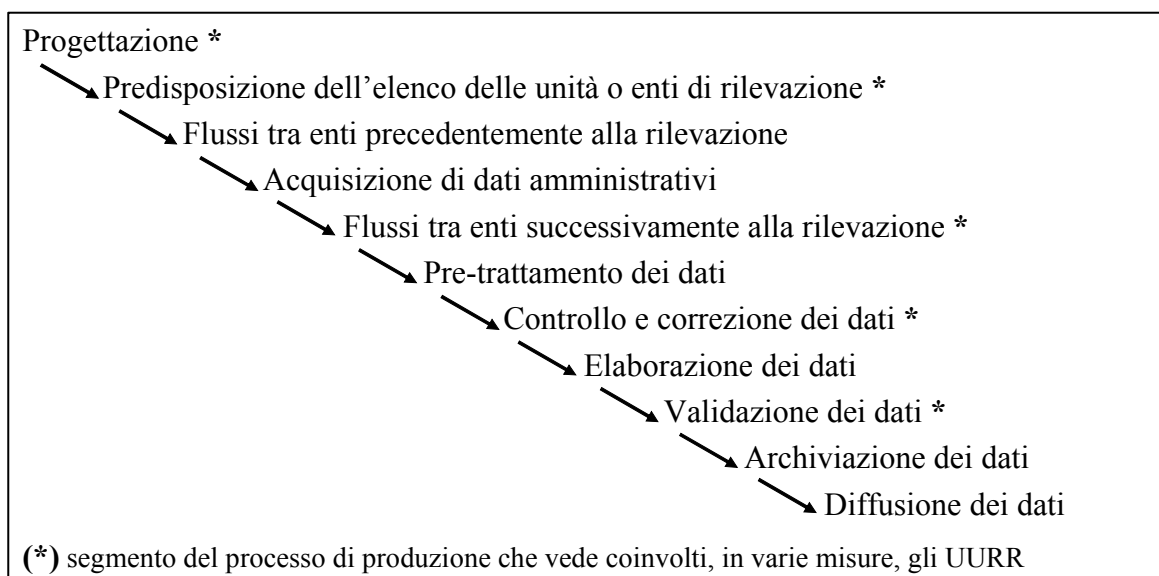 Progettazione *
Predisposizione dell’elenco delle unità o enti di rilevazione *
Flussi tra enti precedentemente alla rilevazione
Acquisizione di dati amministrativi
Flussi tra enti successivamente alla rilevazione *
Pre-trattamento dei dati
Controllo e correzione dei dati *
Elaborazione dei dati
Validazione dei dati *
Archiviazione dei dati
Diffusione dei dati
(*) segmento del processo di produzione che vede coinvolti, in varie misure, gli UURR